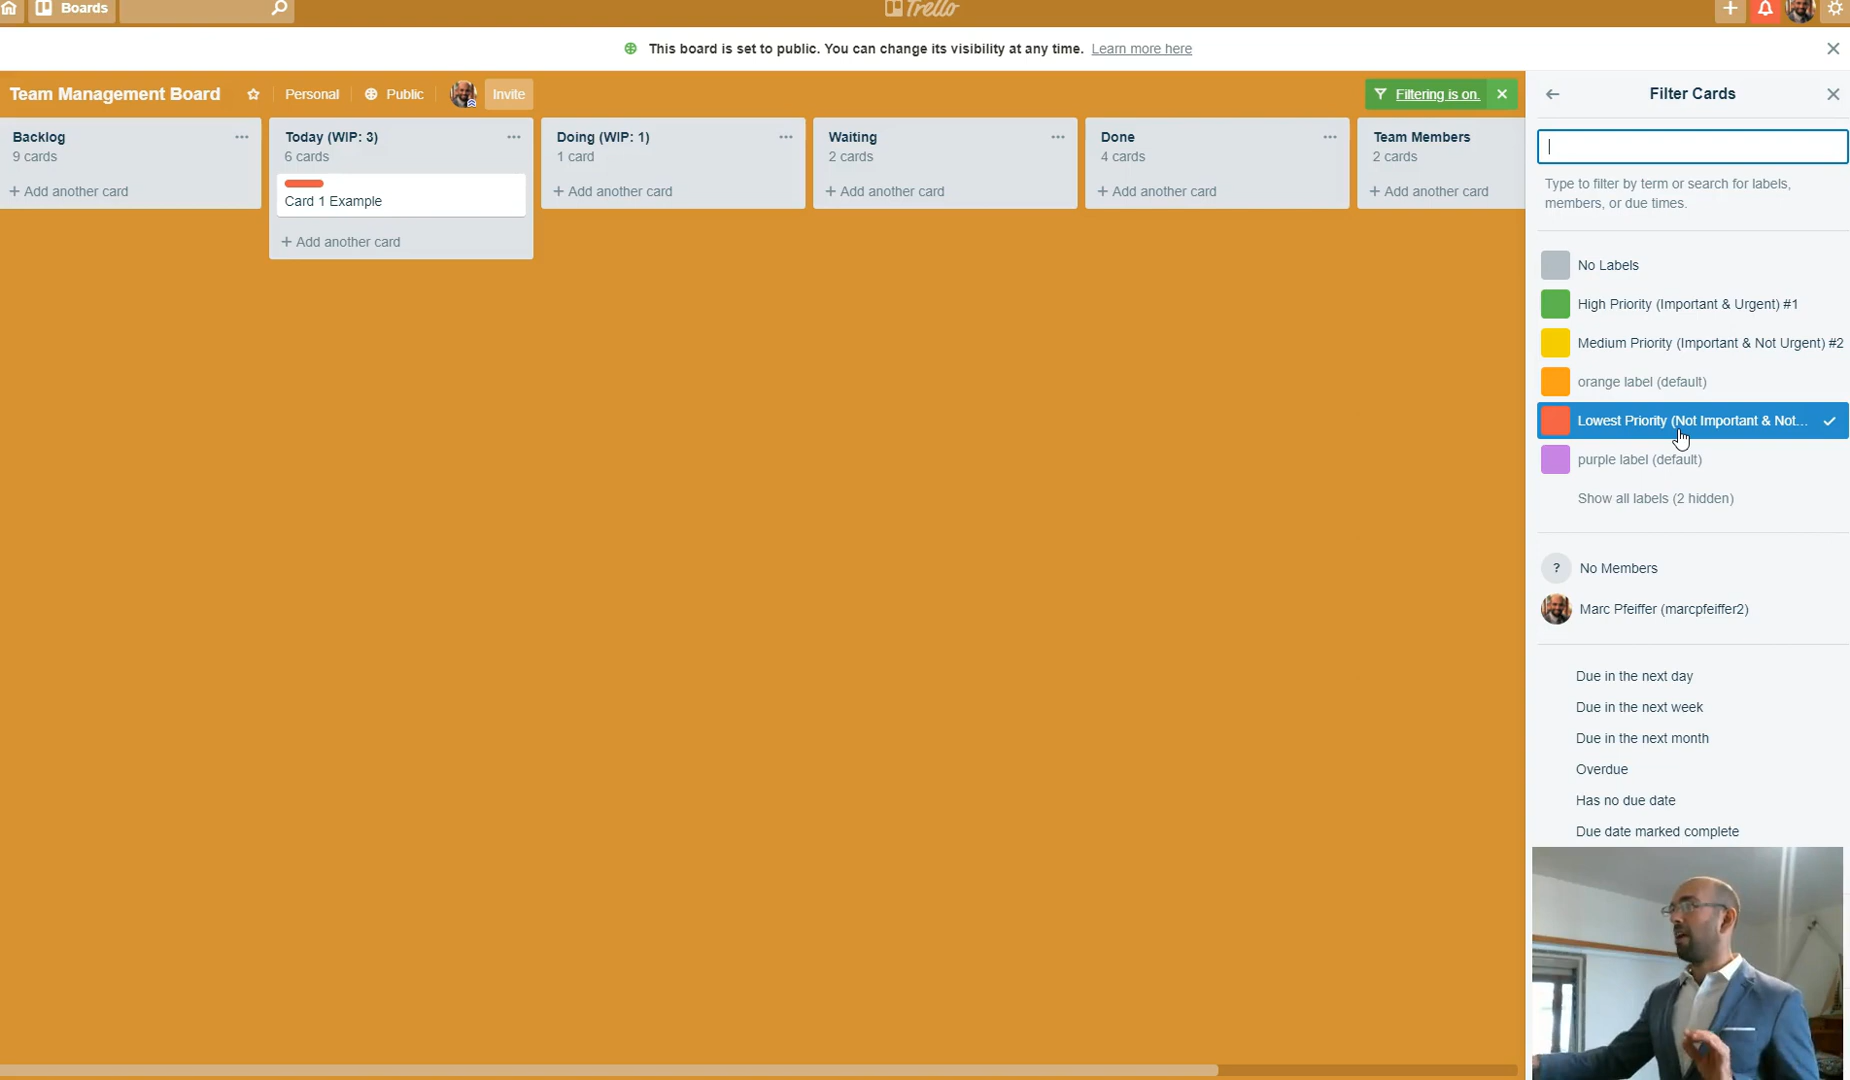 Boards
Trello
This board is set to public. You can change its visibility at any time. Learn more here
Team Management Board
Personal
Public
Invite
Filtering is on.
Backlog
9 cards
+ Add another card
Today (WIP: 3)
6 cards
Card 1 Example
+ Add another card
Doing (WIP: 1)
1 card
+ Add another card
Waiting
2 cards
+ Add another card
Done
4 cards
+ Add another card
Team Members
2 cards
+ Add another card
Filter Cards
Type to filter by term or search for labels,
members, or due times.
No Labels
High Priority (Important & Urgent) #1
Medium Priority (Important & Not Urgent) #2
orange label (default)
Lowest Priority (Not Important & Not...
purple label (default)
Show all labels (2 hidden)
? No Members
Marc Pfeiffer (marcpfeiffer2)
Due in the next day
Due in the next week
Due in the next month
Overdue
Has no due date
Due date marked complete